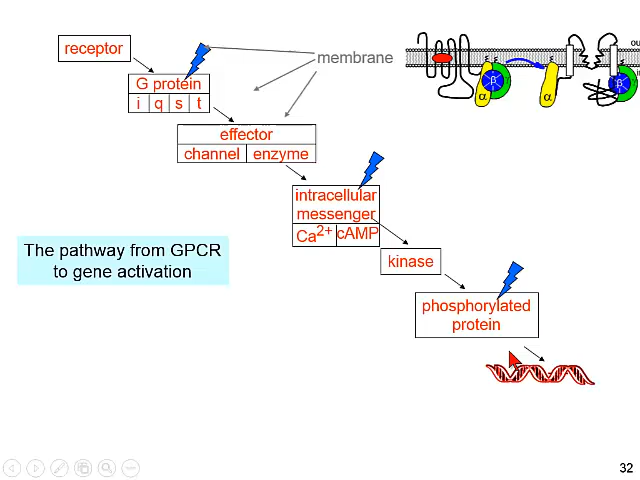 receptor
membrane
G protein
i q s t
effector
channel enzyme
intracellular
messenger
Ca2+ cAMP
The pathway from GPCR
to gene activation
kinase
phosphorylated
protein
ou
i
β
α
α
β
32